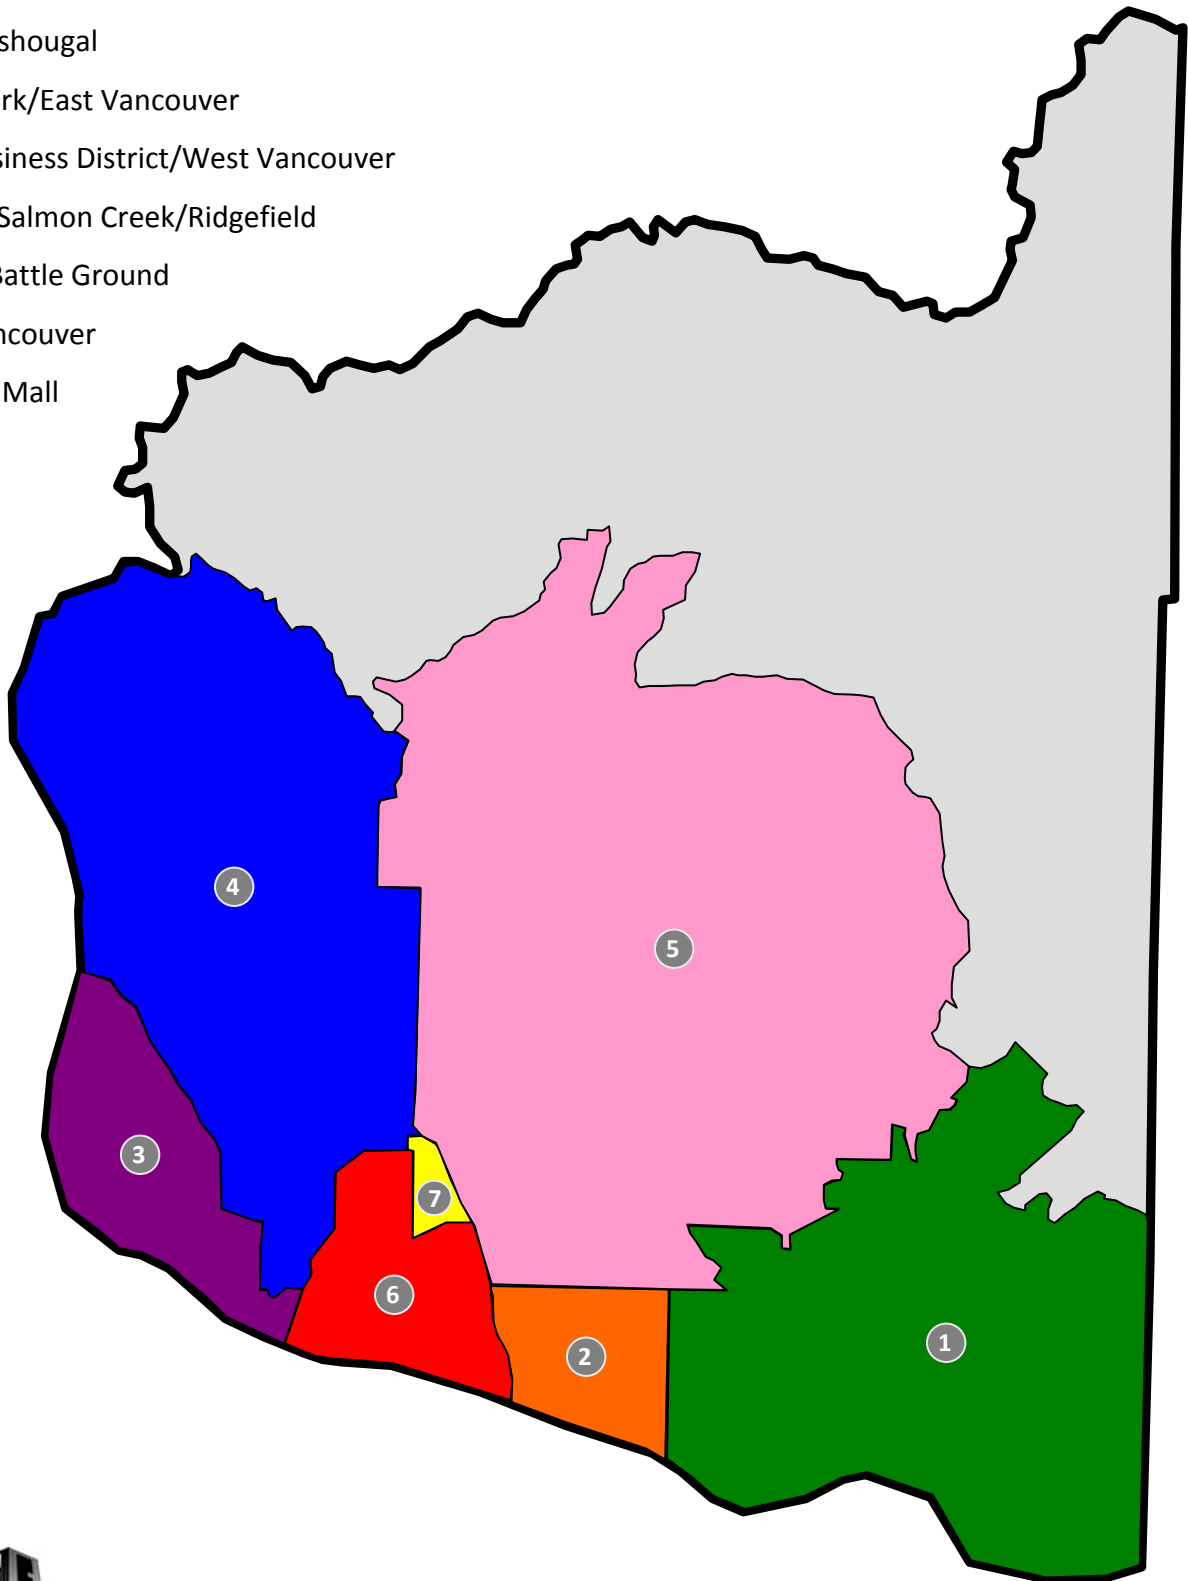 shougal
rk/East Vancouver
siness District/West Vancouver
Salmon Creek/Ridgefield
Battle Ground
ncouver
Mall
4
5
3
7
6
2
1